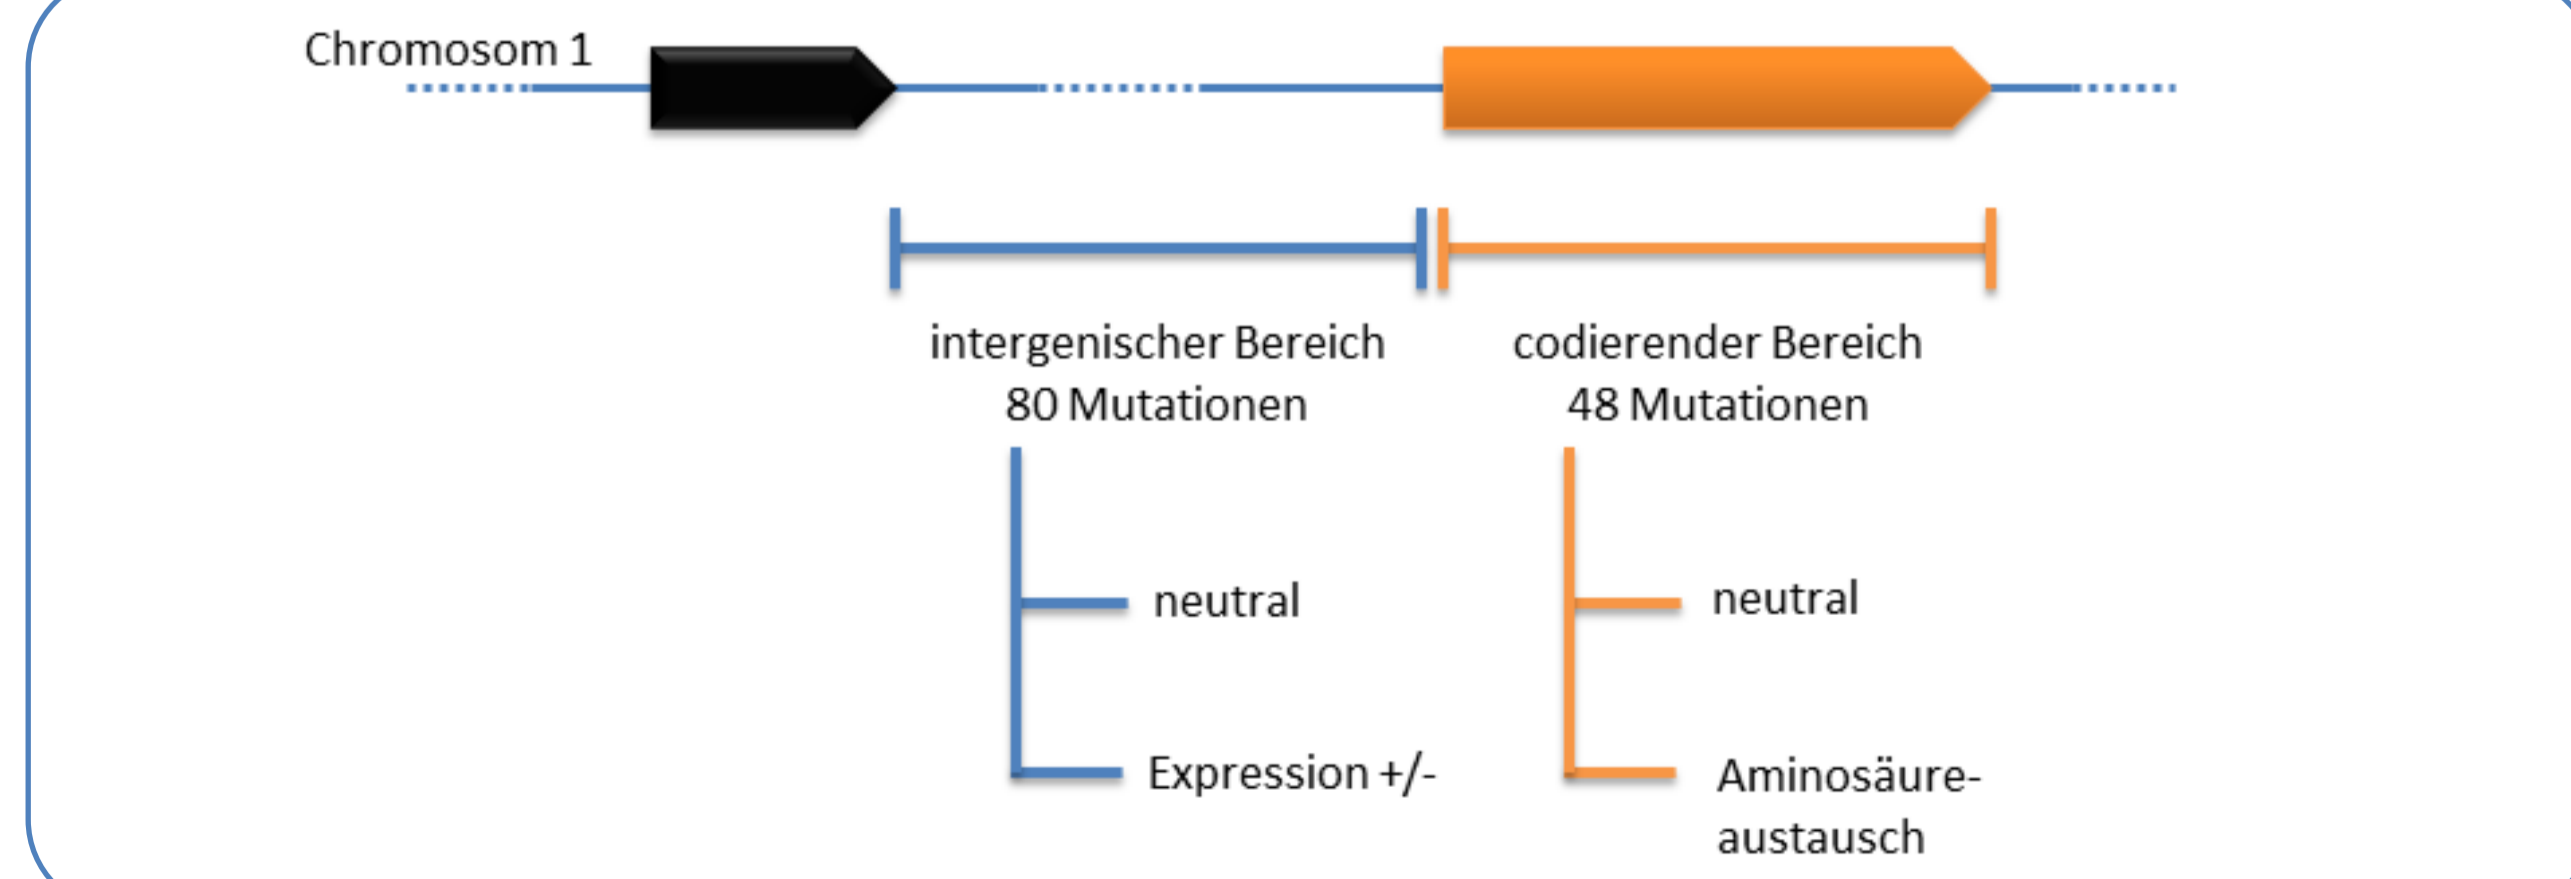 Chromosom 1
intergenischer Bereich
80 Mutationen
codierender Bereich
48 Mutationen
neutral
Expression +/-
neutral
Aminosäure-
austausch